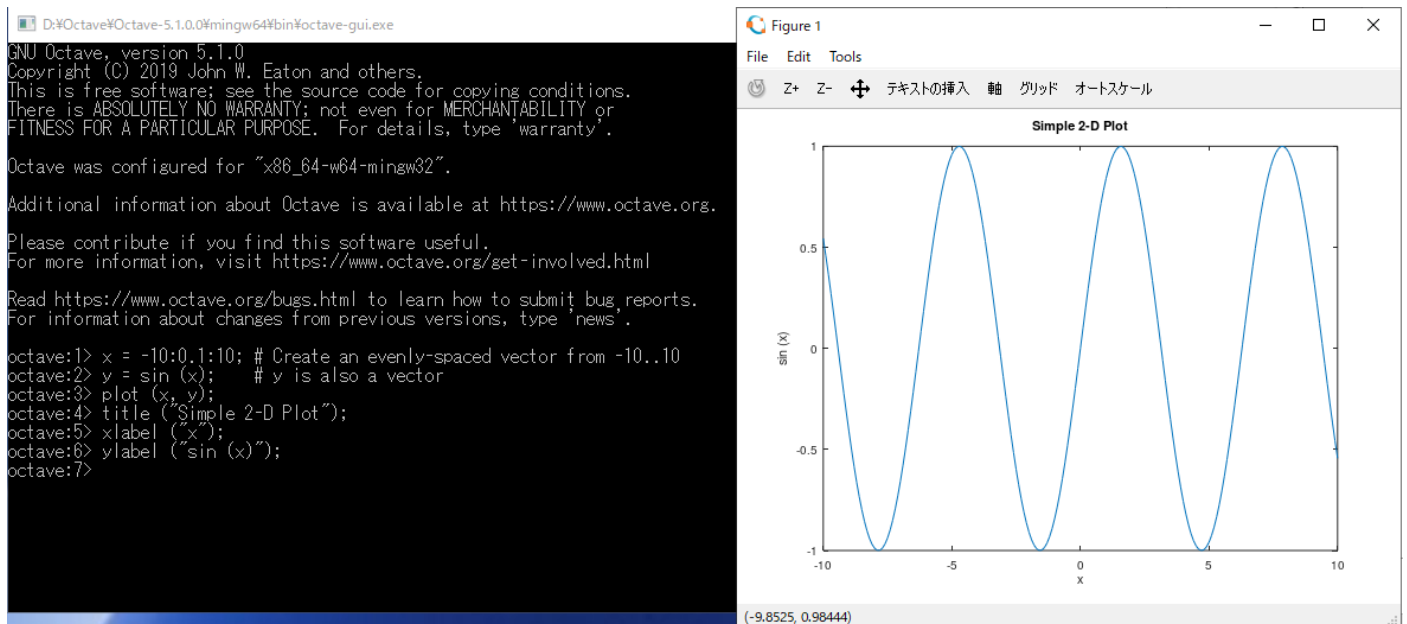 D:¥Octave¥Octave-5.1.0.0¥mingw64¥bin¥octave-gui.exe
GNU Octave, version 5.1.0
Copyright (C) 2019 John W. Eaton and others.
This is free software; see the source code for copying conditions.
There is ABSOLUTELY NO WARRANTY; not even for MERCHANTABILITY or
FITNESS FOR A PARTICULAR PURPOSE.  For details, type 'warranty'.
Octave was configured for "x86_64-w64-mingw32".
Additional information about Octave is available at https://www.octave.org.
Please contribute if you find this software useful.
For more information, visit https://www.octave.org/get-involved.html
Read https://www.octave.org/bugs.html to learn how to submit bug reports.
For information about changes from previous versions, type 'news'.
octave:1> x = -10:0.1:10; # Create an evenly-spaced vector from -10..10
octave:2> y = sin (x);    # y is also a vector
octave:3> plot (x, y);
octave:4> title ("Simple 2-D Plot");
octave:5> xlabel ("x");
octave:6> ylabel ("sin (x)");
octave:7>
Figure 1
File Edit Tools
Z+ Z- テキストの挿入 軸 グリッド オートスケール
Simple 2-D Plot
1
0.5
0
-0.5
-1
sin (x)
-10 -5 0 5 10
x
(-9.8525, 0.98444)